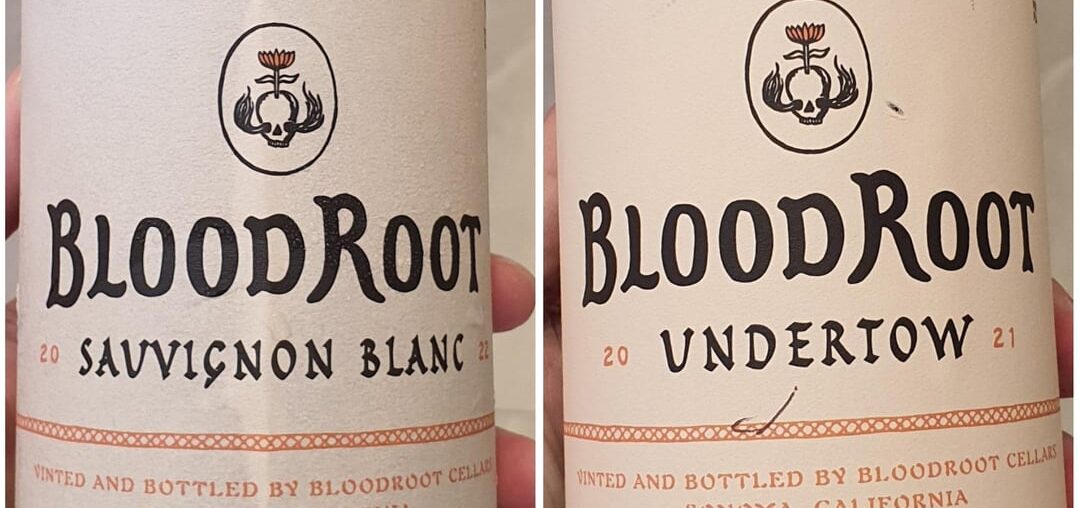 BLOODROOT
20 SAUVIGNON BLANC 22
VINTED AND BOTTLED BY BLOODROOT CELLARS
BLOODROOT
20 UNDERTOW 21
VINTED AND BOTTLED BY BLOODROOT CELLARS
SONOMA, CALIFORNIA